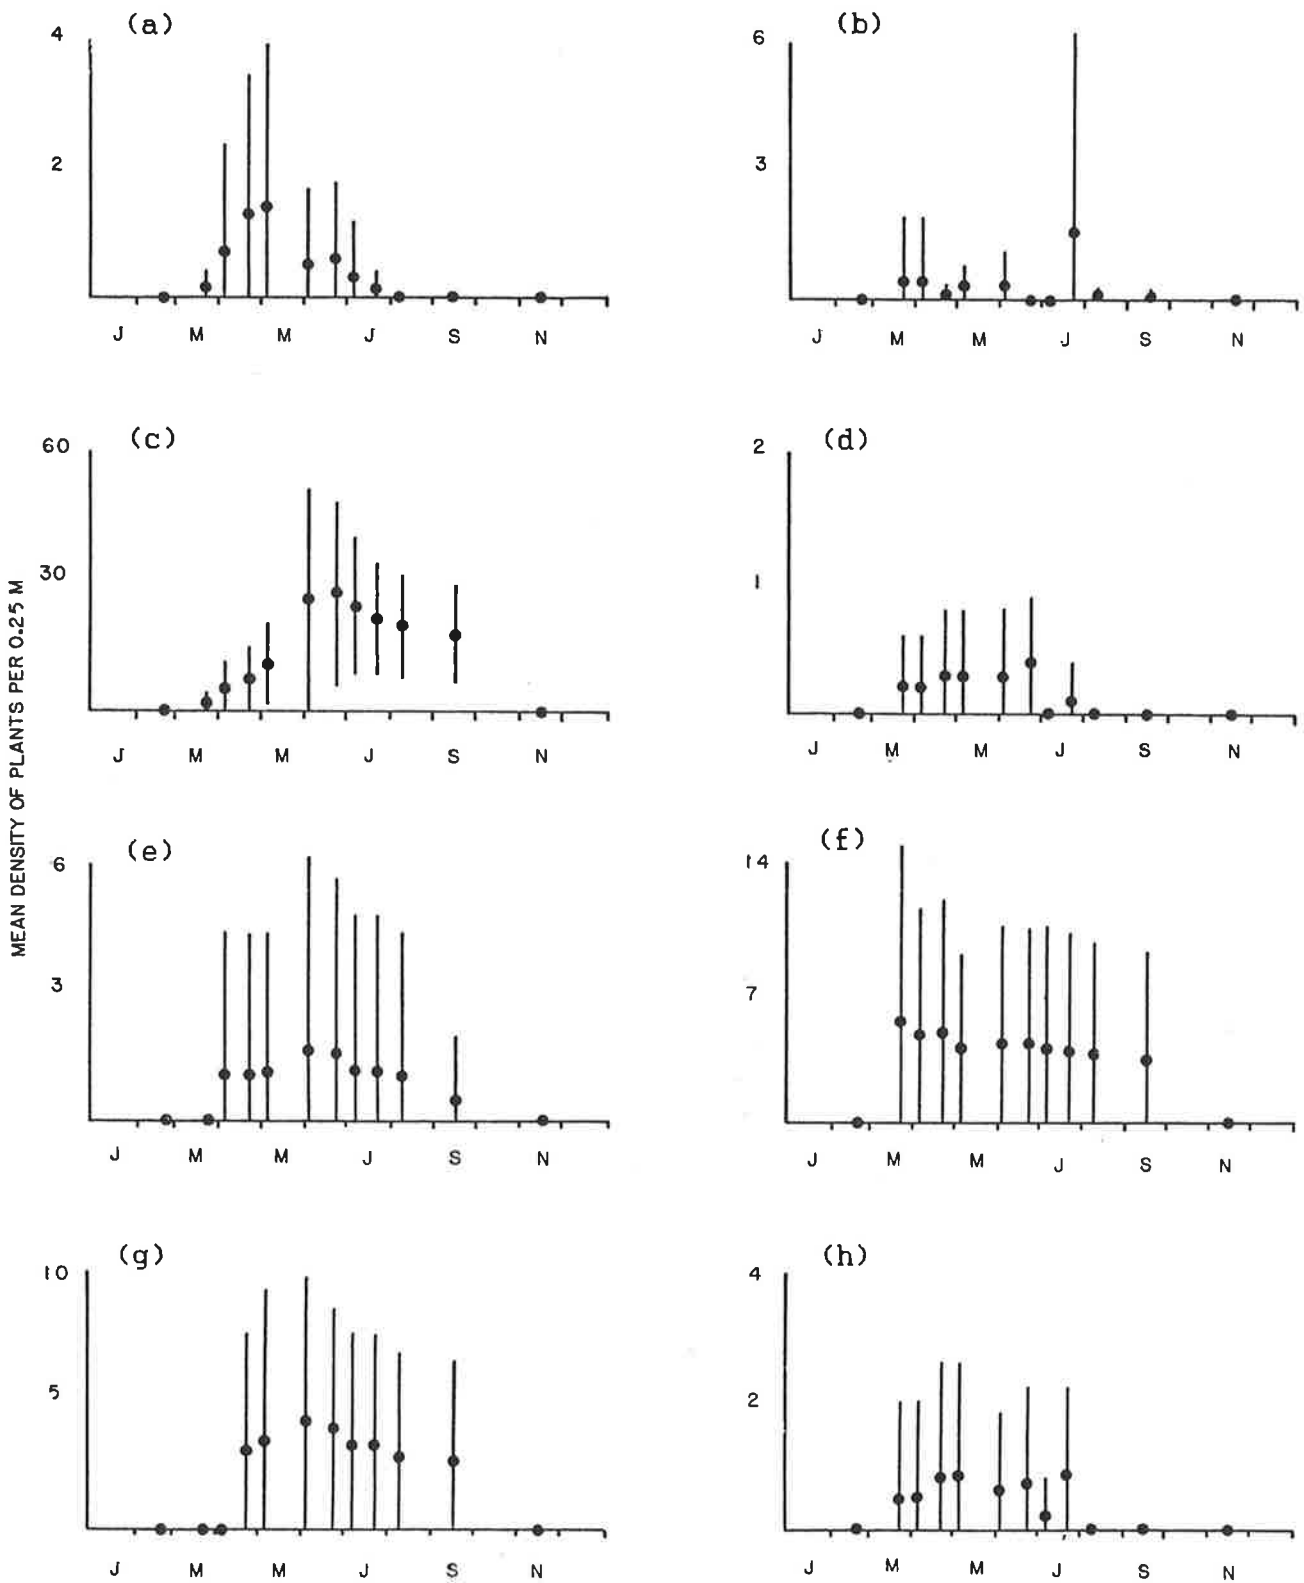 MEAN DENSITY OF PLANTS PER 0.25 M
(a)
4
2
J M M J S N
(b)
6
3
J M M J S N
(c)
60
30
J M M J S N
(d)
2
1
J M M J S N
(e)
6
3
J M M J S N
(f)
14
7
J M M J S N
(g)
10
5
J M M J S N
(h)
4
2
J M M J S N